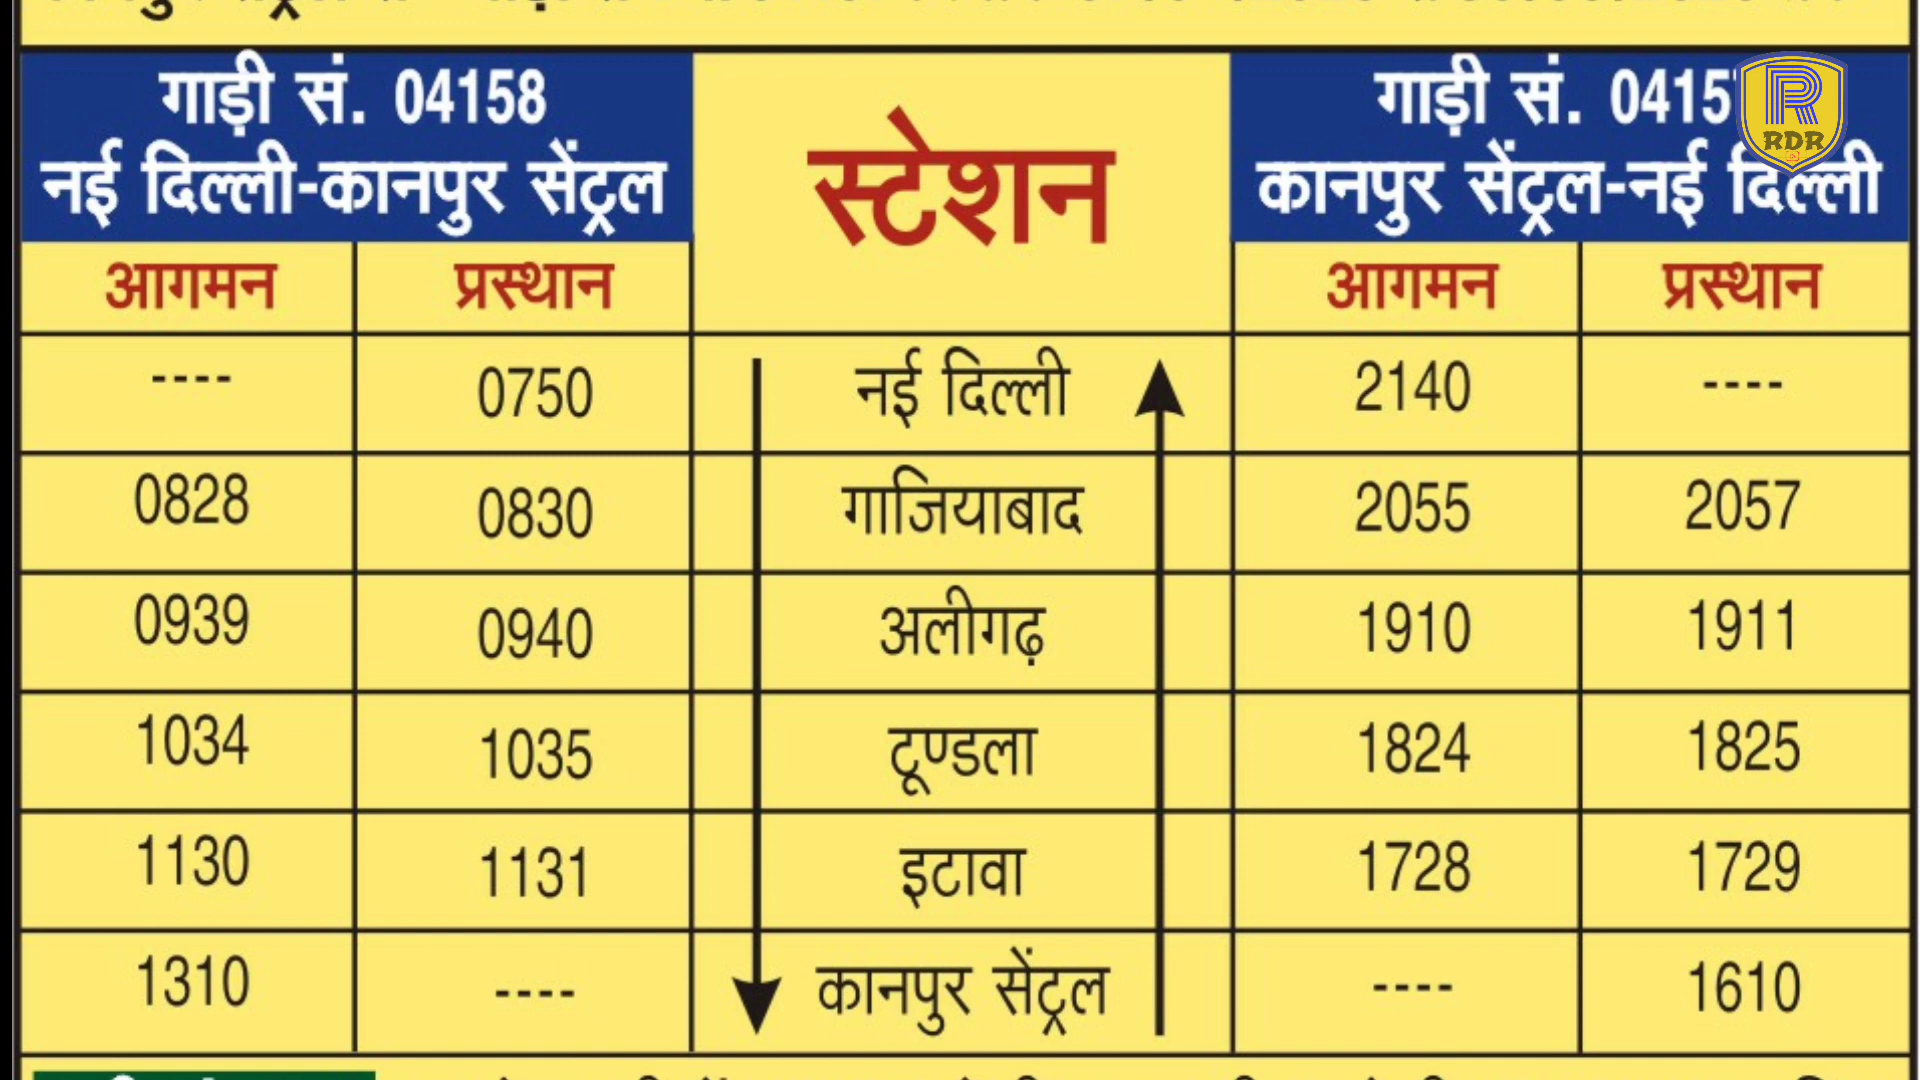 गाड़ी सं. 04158
नई दिल्ली-कानपुर सेंट्रल
स्टेशन
गाड़ी सं. 0415
कानपुर सेंट्रल-नई दिल्ली
RDR
आगमन प्रस्थान आगमन प्रस्थान
---- 0750 नई दिल्ली 2140 ----
0828 0830 गाजियाबाद 2055 2057
0939 0940 अलीगढ़ 1910 1911
1034 1035 टूण्डला 1824 1825
1130 1131 इटावा 1728 1729
1310 ---- कानपुर सेंट्रल ---- 1610